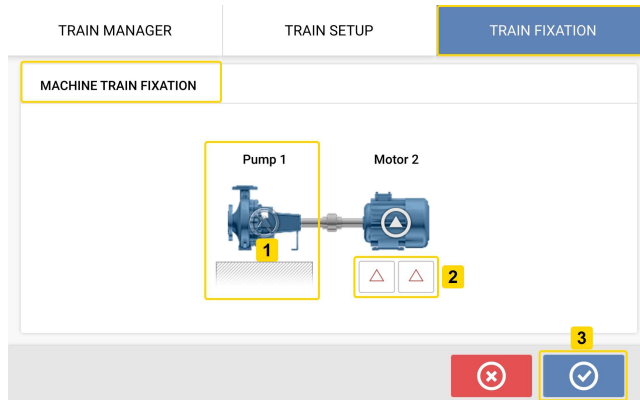 TRAIN MANAGER TRAIN SETUP TRAIN FIXATION
MACHINE TRAIN FIXATION
Pump 1 Motor 2
1
2
3